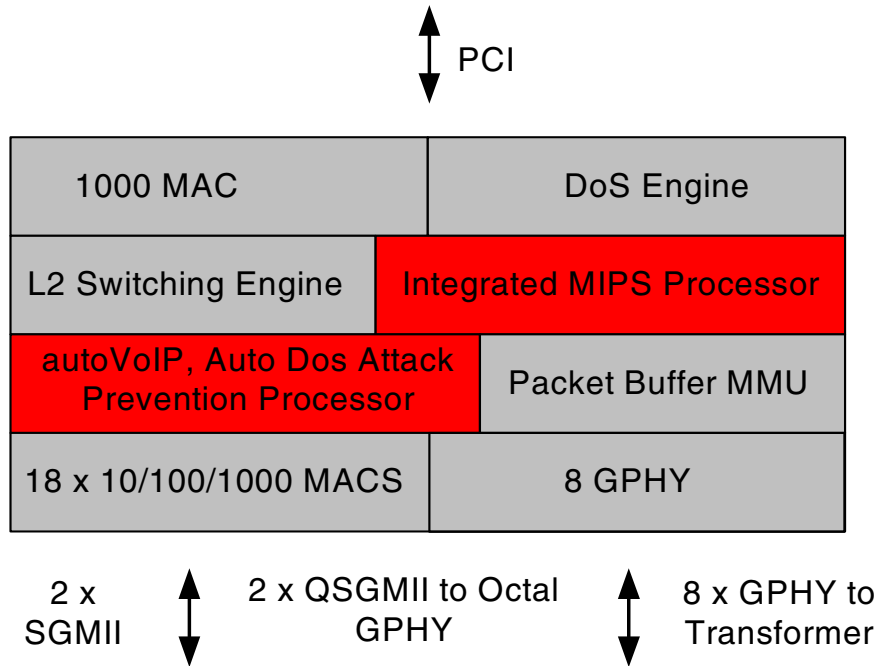 PCI
1000 MAC
DoS Engine
L2 Switching Engine
Integrated MIPS Processor
autoVoIP, Auto Dos Attack
Prevention Processor
Packet Buffer MMU
18 x 10/100/1000 MACS
8 GPHY
2 x
SGMII
2 x QSGMII to Octal
GPHY
8 x GPHY to
Transformer